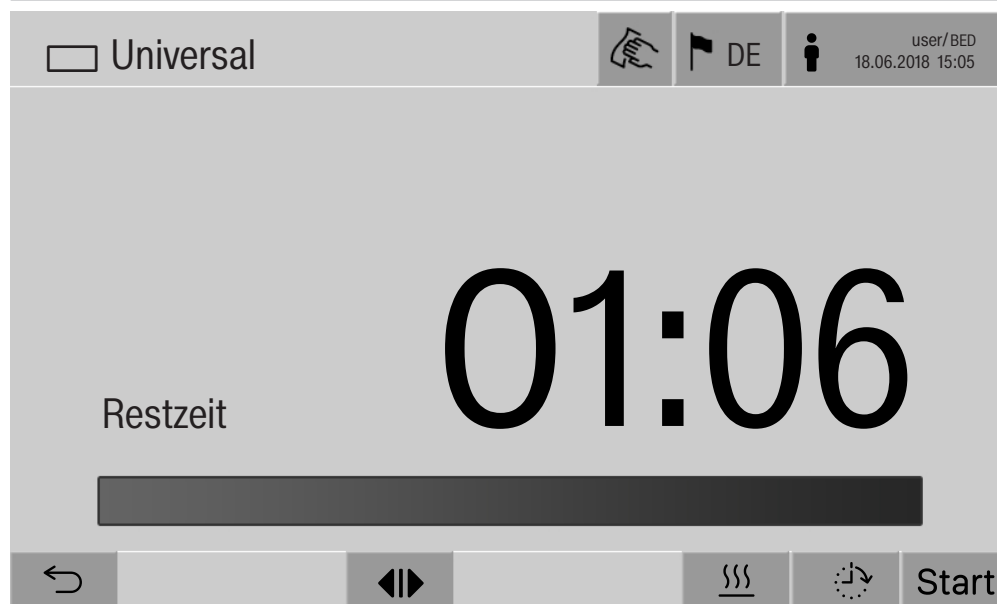 Universal
DE
user/BED
18.06.2018 15:05
01:06
Restzeit
Start